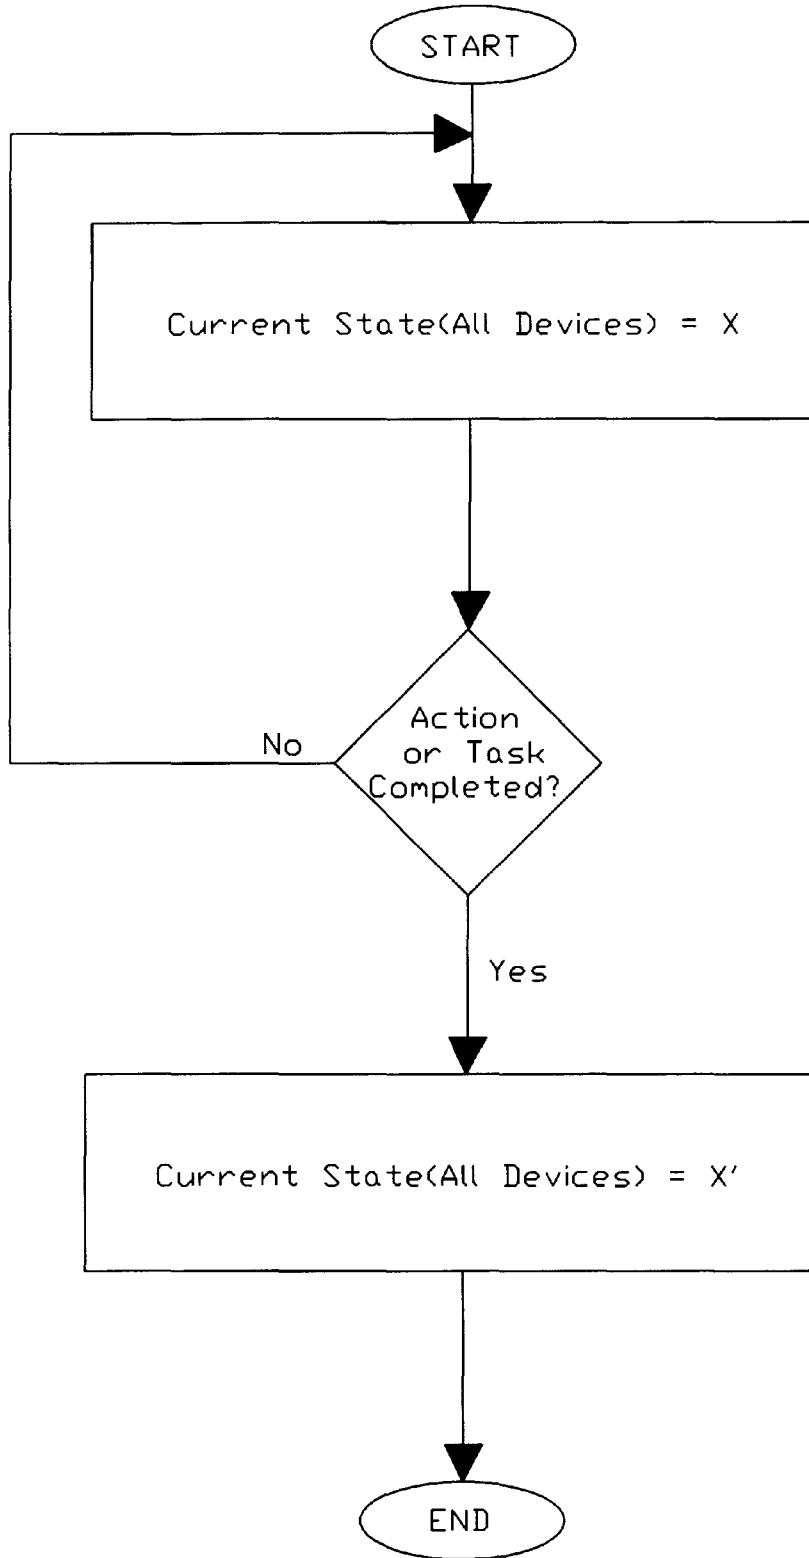 START
Current State(All Devices) = X
Action
or Task
Completed?
No
Yes
Current State(All Devices) = X'
END